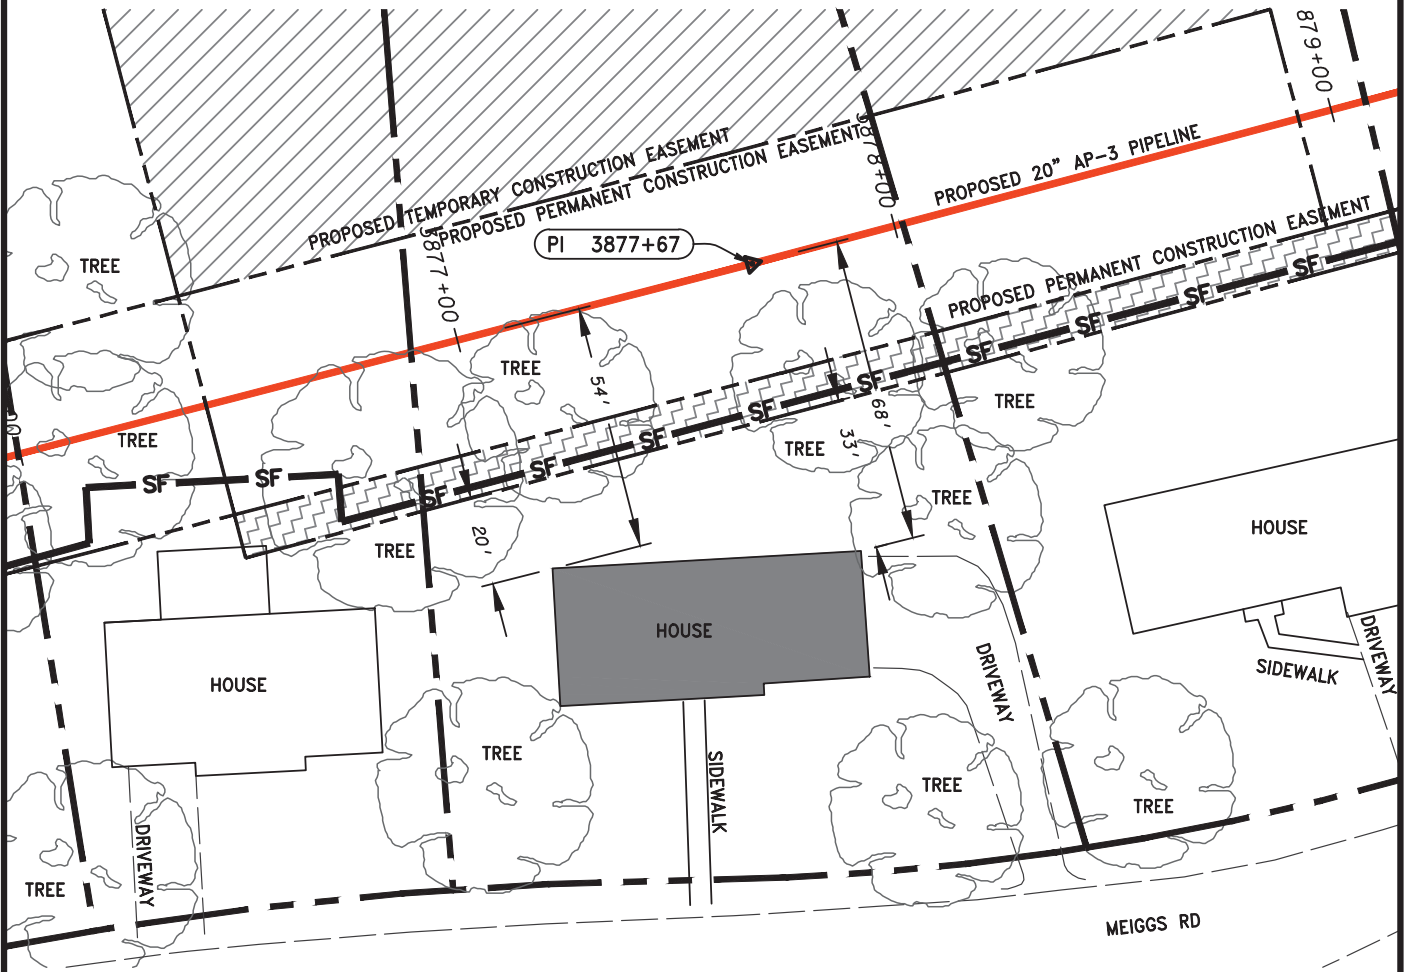 879+00
PROPOSED TEMPORARY CONSTRUCTION EASEMENT
PROPOSED PERMANENT CONSTRUCTION EASEMENT
3878+00
PROPOSED 20" AP-3 PIPELINE
PI 3877+67
3877+00
PROPOSED PERMANENT CONSTRUCTION EASEMENT
TREE
TREE
TREE
TREE
TREE
TREE
TREE
54'
68'
33'
20'
SF
SF
SF
SF
SF
SF
SF
SF
SF
SF
SF
HOUSE
HOUSE
HOUSE
DRIVEWAY
SIDEWALK
DRIVEWAY
TREE
SIDEWALK
TREE
TREE
DRIVEWAY
TREE
MEIGGS RD